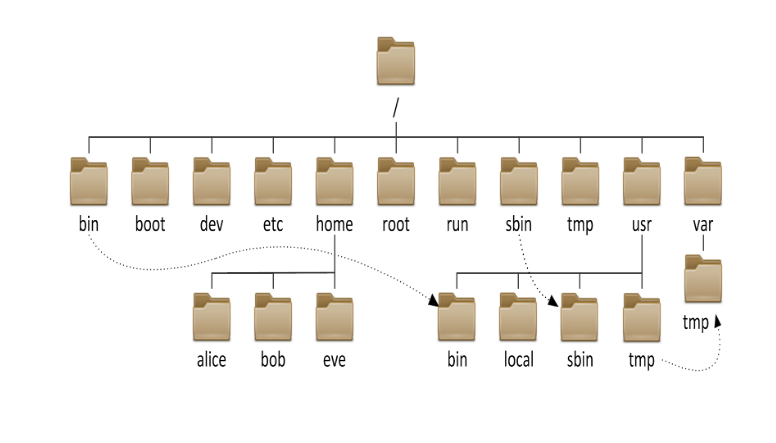 /
bin boot dev etc home root run sbin tmp usr var
tmp
alice bob eve bin local sbin tmp